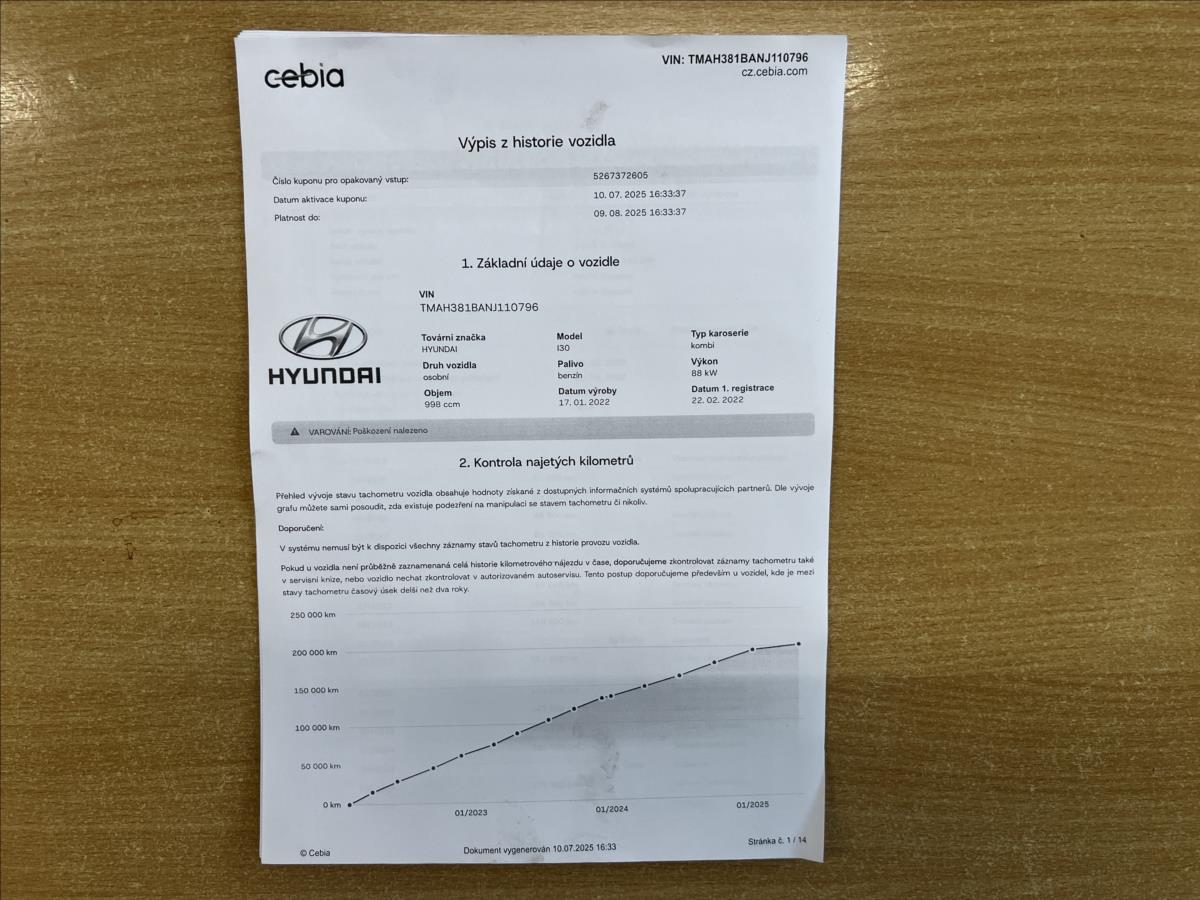 cebia
VIN: TMAH381BANJ110796
cz.cebia.com
Výpis z historie vozidla
Číslo kuponu pro opakovaný vstup: 5267372605
Datum aktivace kuponu: 10. 07. 2025 16:33:37
Platnost do: 09. 08. 2025 16:33:37
1. Základní údaje o vozidle
VIN
TMAH381BANJ110796
HYUNDAI
Tovární značka Model Typ karoserie
HYUNDAI I30 kombi
Druh vozidla Palivo Výkon
osobní benzín 88 kW
Objem Datum výroby Datum 1. registrace
998 ccm 17. 01. 2022 22. 02. 2022
VAROVÁNÍ: Poškození nalezeno
2. Kontrola najetých kilometrů
Přehled vývoje stavu tachometru vozidla obsahuje hodnoty získané z dostupných informačních systémů spolupracujících partnerů. Dle vývoje
grafu můžete sami posoudit, zda existuje podezření na manipulaci se stavem tachometru či nikoliv.
Doporučení:
V systému nemusí být k dispozici všechny záznamy stavů tachometru z historie provozu vozidla.
Pokud u vozidla není průběžně zaznamenaná celá historie kilometrového nájezdu v čase, doporučujeme zkontrolovat záznamy tachometru také
v servisní knize, nebo vozidlo nechat zkontrolovat v autorizovaném autoservisu. Tento postup doporučujeme především u vozidel, kde je mezi
stavy tachometru časový úsek delší než dva roky.
250 000 km
200 000 km
150 000 km
100 000 km
50 000 km
0 km
01/2023 01/2024 01/2025
© Cebia
Dokument vygenerován 10.07.2025 16:33
Stránka č. 1 / 14